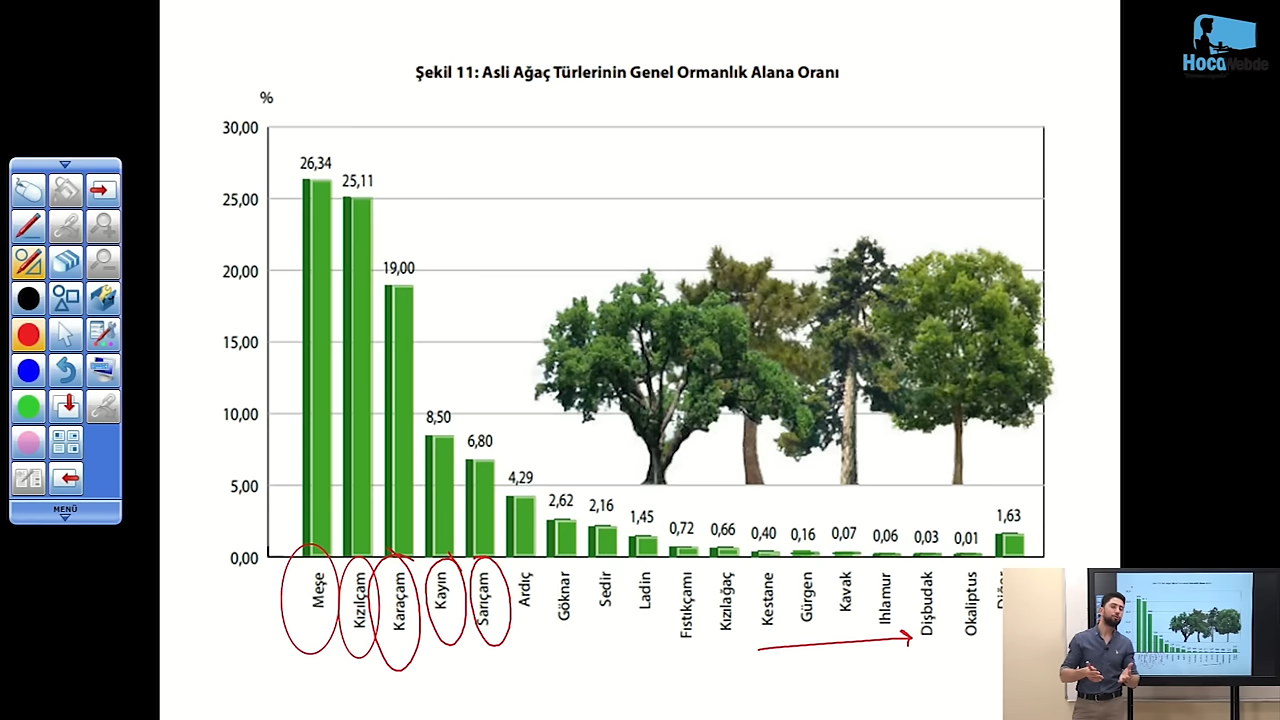 Hoca Webde
Şekil 11: Asli Ağaç Türlerinin Genel Ormanlık Alana Oranı
%
30,00
25,00
20,00
15,00
10,00
5,00
0,00
26,34
25,11
19,00
8,50
6,80
4,29
2,62
2,16
1,45
0,72
0,66
0,40
0,16
0,07
0,06
0,03
0,01
1,63
Meşe
Kızılçam
Karaçam
Kayın
Sarıçam
Ardıç
Göknar
Sedir
Ladin
Fıstıkçamı
Kızılağaç
Kestane
Gürgen
Kavak
Ihlamur
Dişbudak
Okaliptus
MENÜ